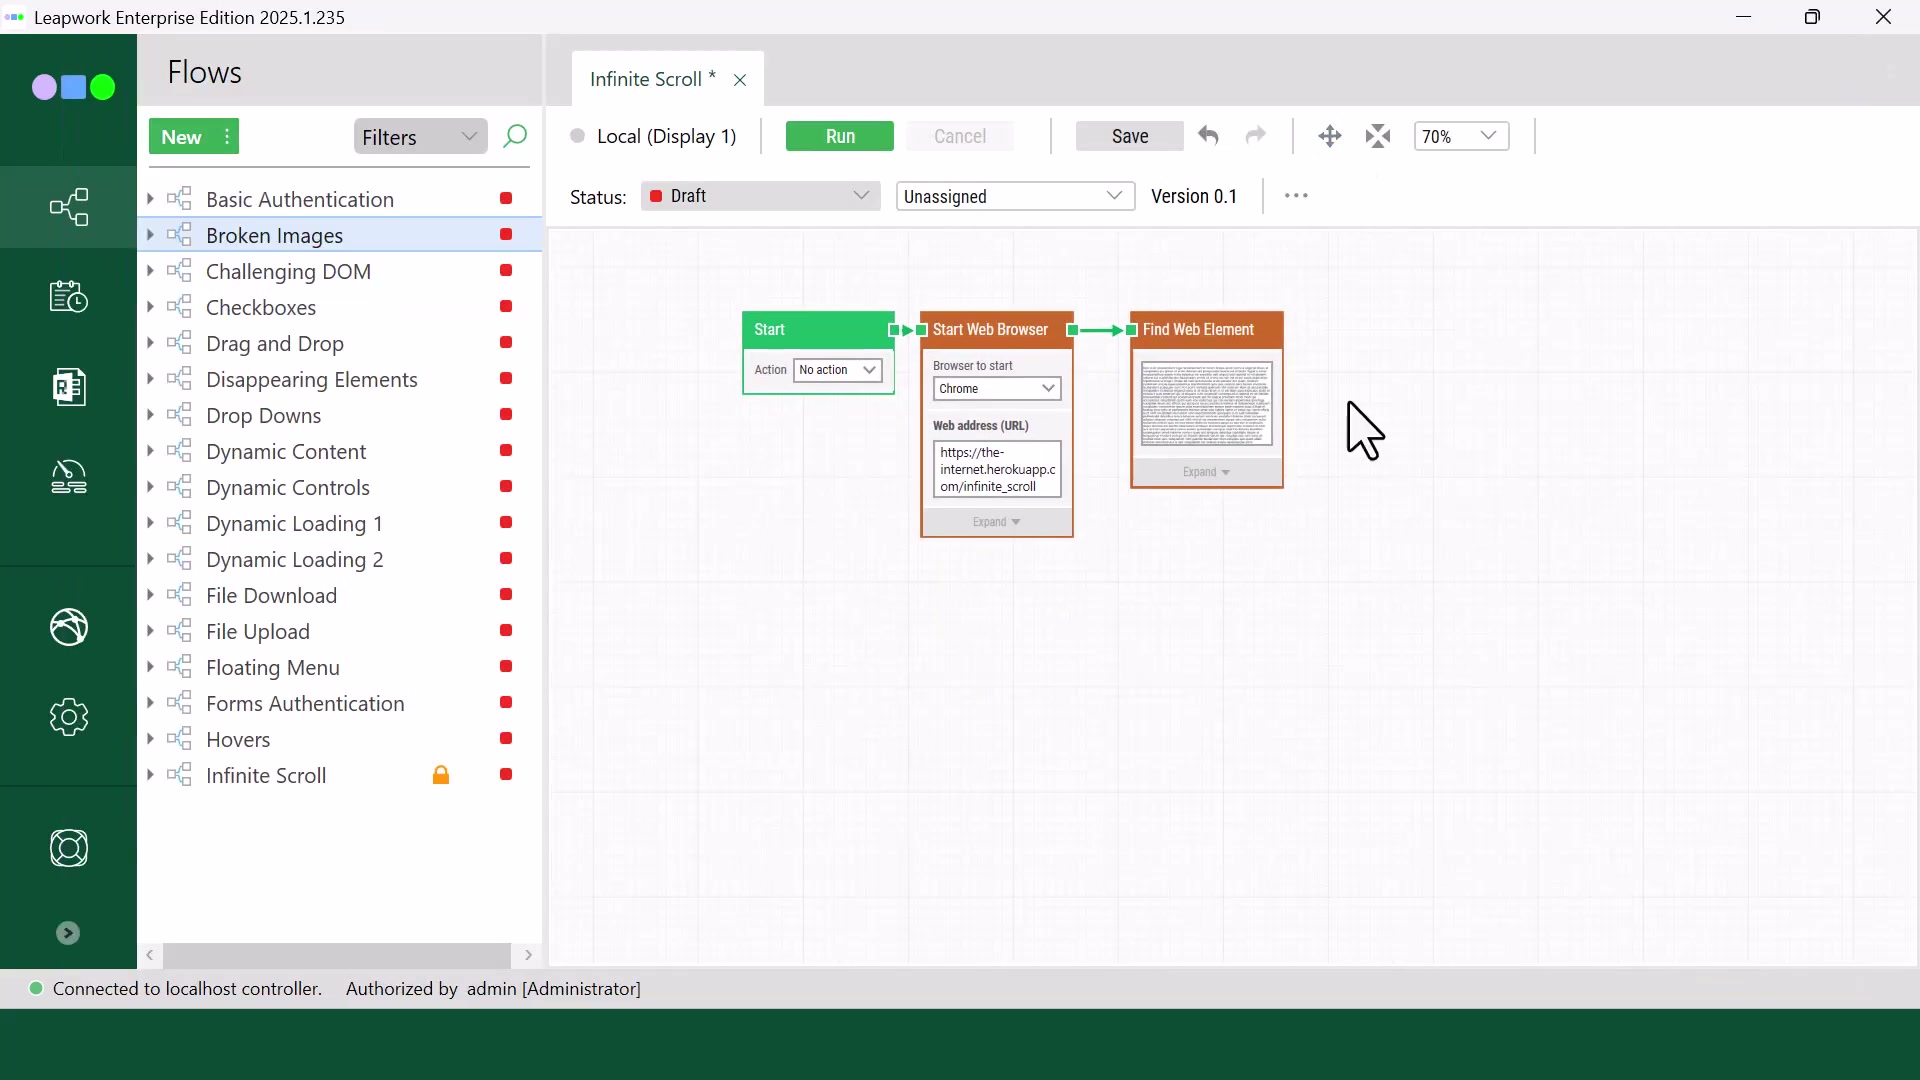 Leapwork Enterprise Edition 2025.1.235
Flows
Infinite Scroll *
New
Filters
Local (Display 1)
Run
Cancel
Save
70%
Status:
Draft
Unassigned
Version 0.1
Basic Authentication
Broken Images
Challenging DOM
Checkboxes
Drag and Drop
Disappearing Elements
Drop Downs
Dynamic Content
Dynamic Controls
Dynamic Loading 1
Dynamic Loading 2
File Download
File Upload
Floating Menu
Forms Authentication
Hovers
Infinite Scroll
Start
Action
No action
Start Web Browser
Browser to start
Chrome
Web address (URL)
https://the-
internet.herokuapp.c
om/infinite_scroll
Expand
Find Web Element
Expand
Connected to localhost controller. Authorized by admin [Administrator]